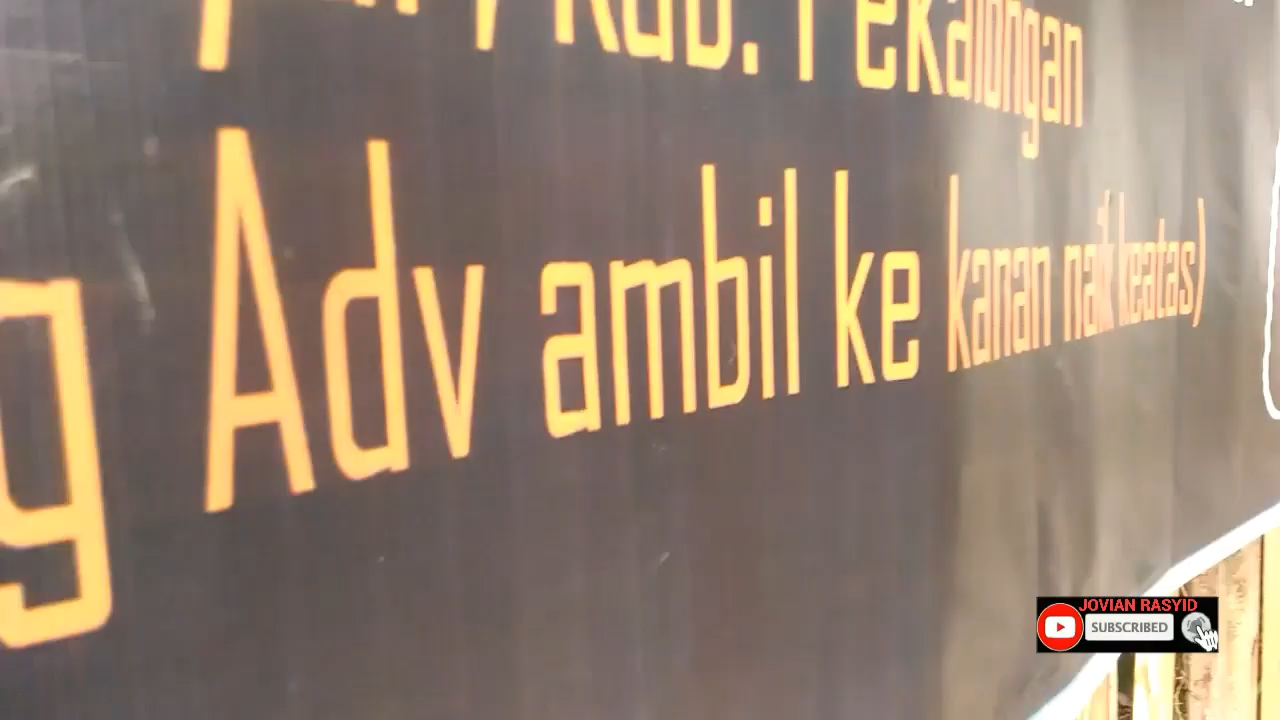 Kab. Pekalongan
g Adv ambil ke kanan naik keatas)
JOVIAN RASYID
SUBSCRIBED